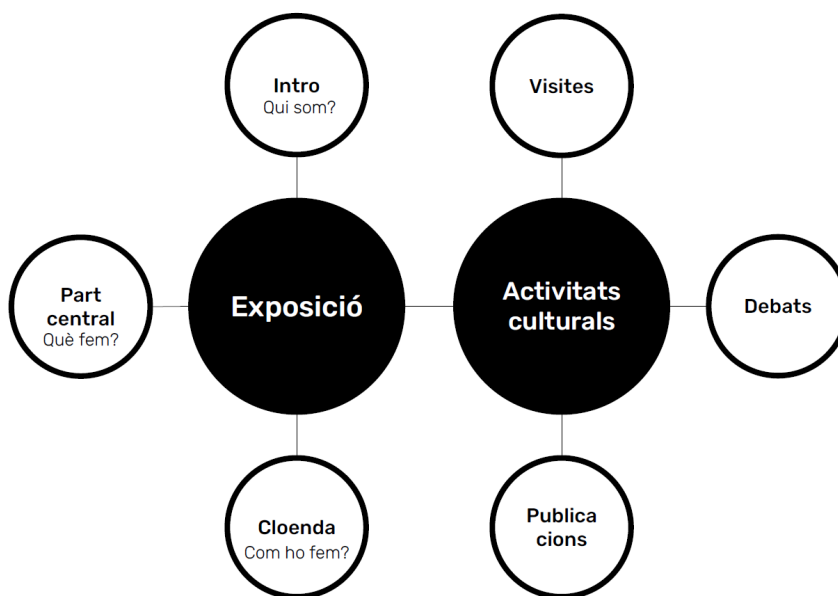 Intro
Qui som?
Visites
Part
central
Què fem?
Exposició
Activitats
culturals
Debats
Cloenda
Com ho fem?
Publica
cions